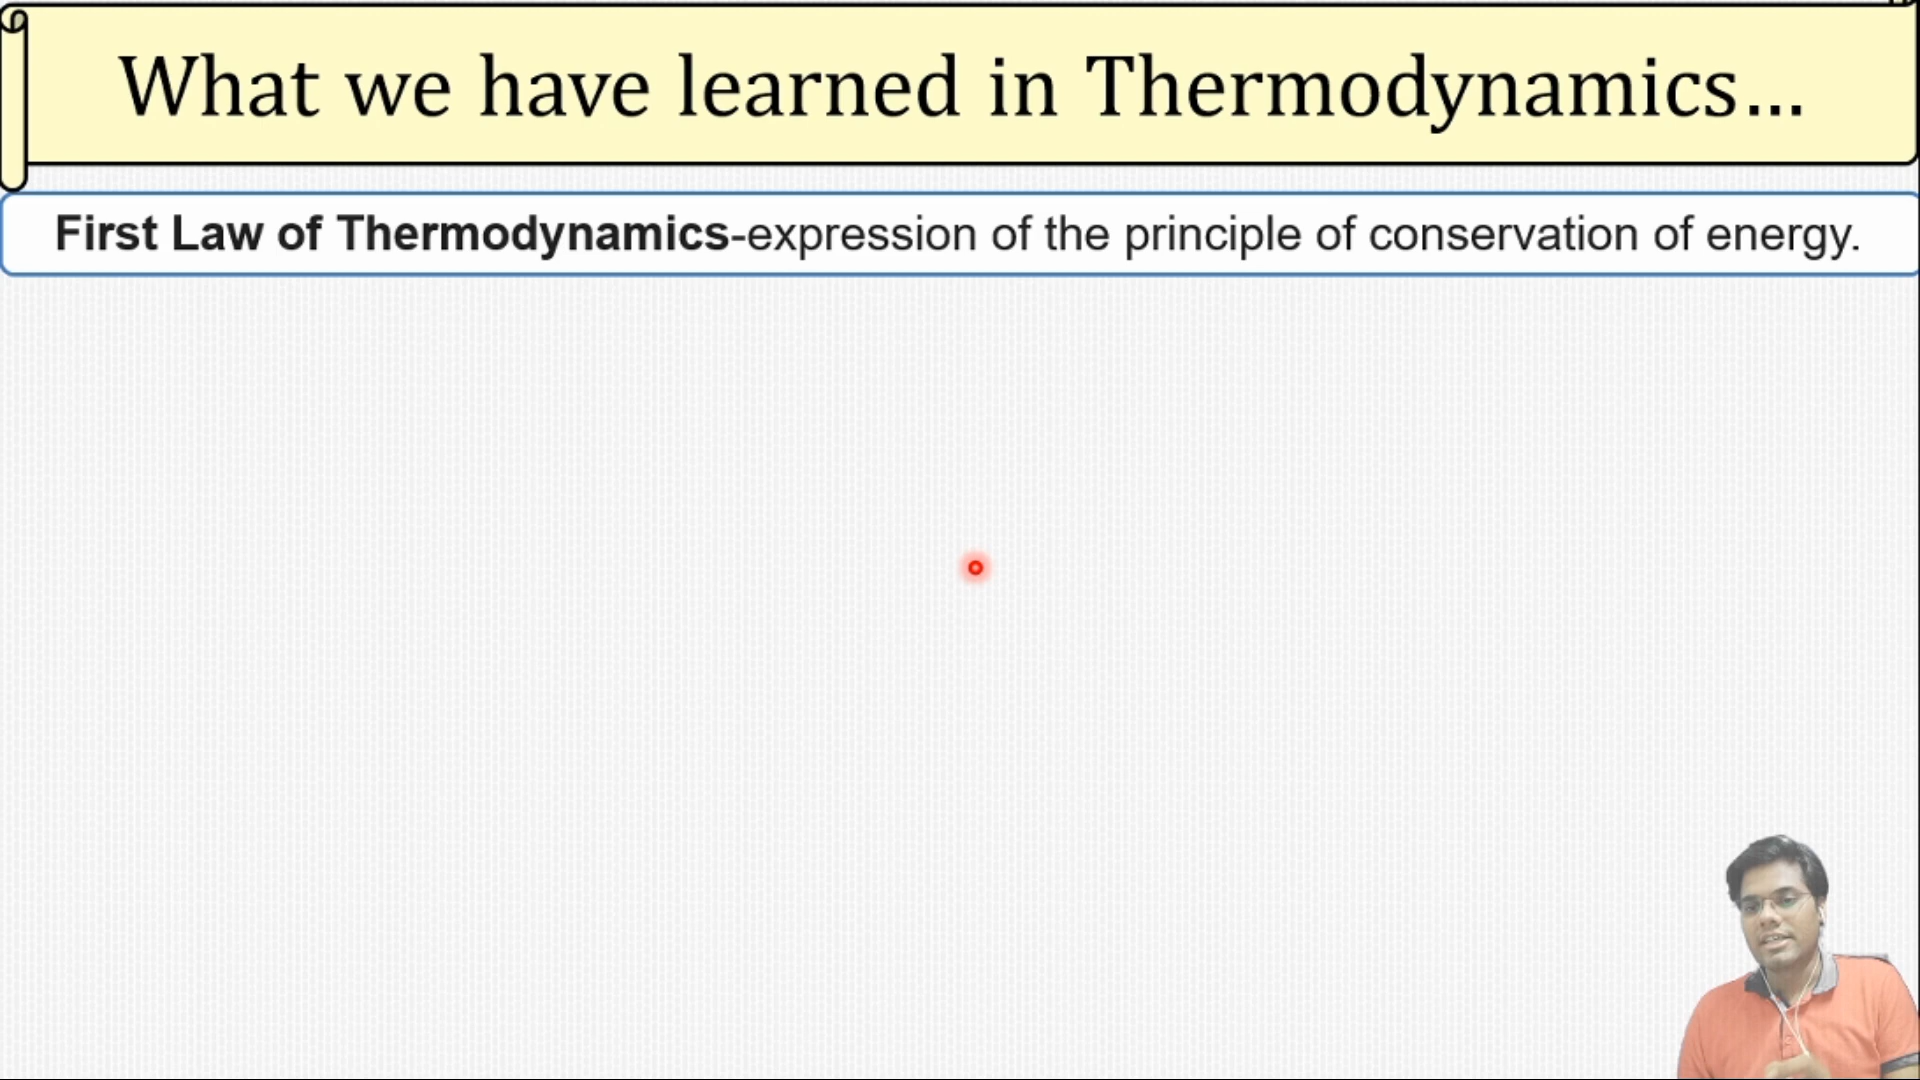 What we have learned in Thermodynamics…
First Law of Thermodynamics-expression of the principle of conservation of energy.